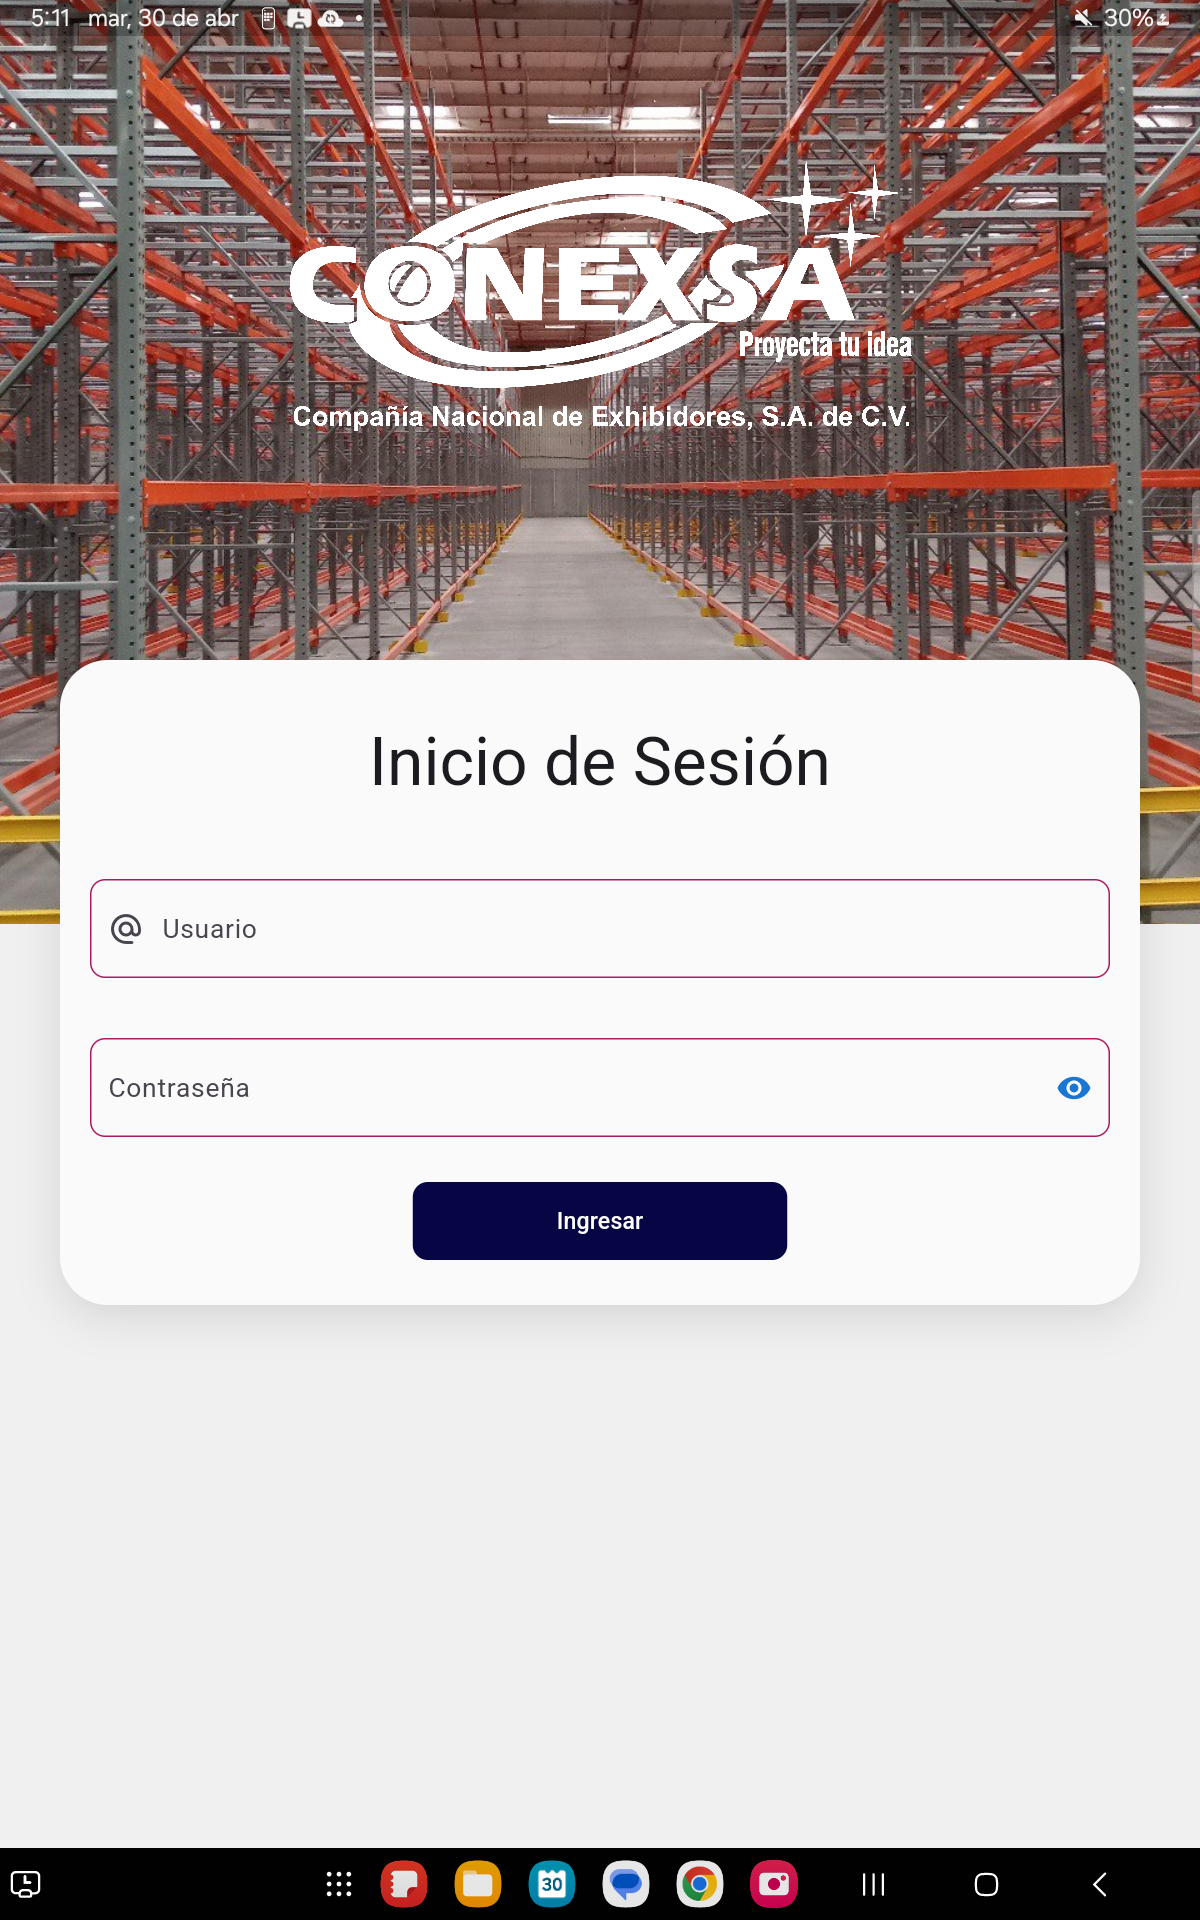 5:11 mar, 30 de abr
30%
CONEXSA
Proyecta tu idea
Compañía Nacional de Exhibidores, S.A. de C.V.
Inicio de Sesión
Usuario
Contraseña
Ingresar
30